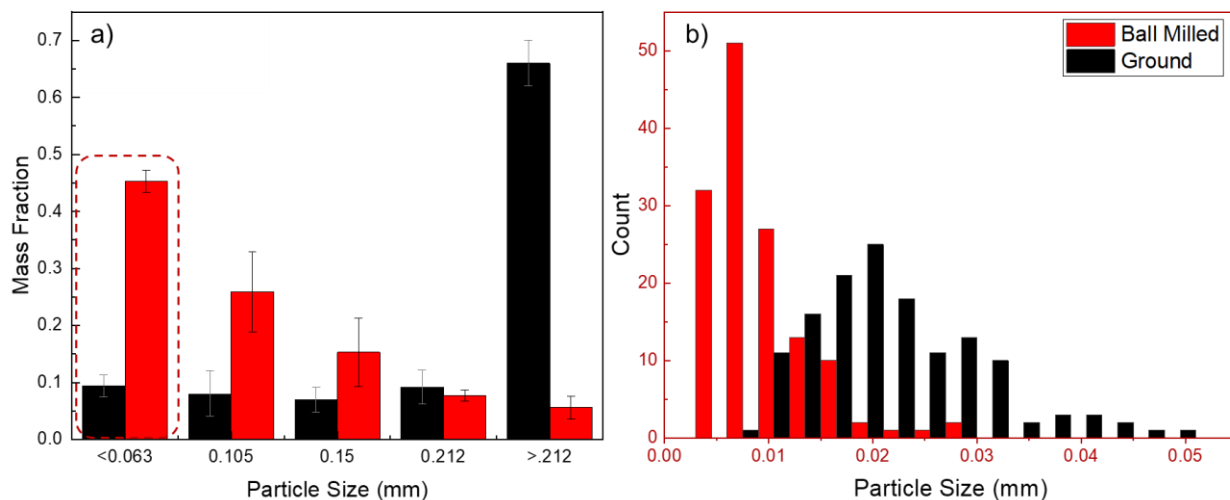 a)
Mass Fraction
0.7
0.6
0.5
0.4
0.3
0.2
0.1
0.0
<0.063 0.105 0.15 0.212 >.212
Particle Size (mm)
b)
Ball Milled
Ground
Count
50
40
30
20
10
0
0.00 0.01 0.02 0.03 0.04 0.05
Particle Size (mm)